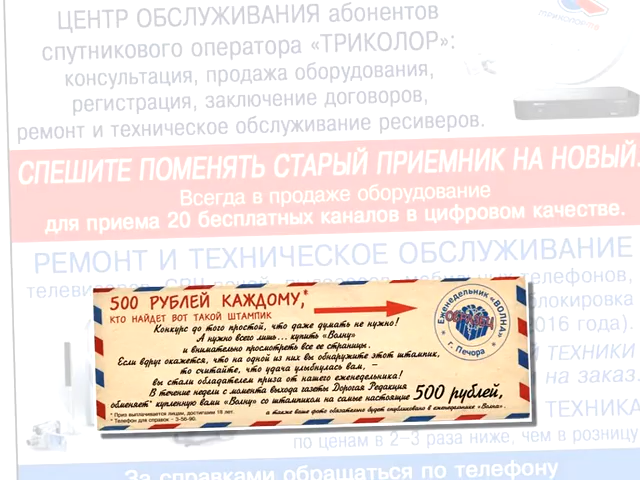 ЦЕНТР ОБСЛУЖИВАНИЯ абонентов
спутникового оператора «ТРИКОЛОР»:
консультация, продажа оборудования,
регистрация, заключение договоров,
ремонт и техническое обслуживание ресиверов.
СПЕШИТЕ ПОМЕНЯТЬ СТАРЫЙ ПРИЕМНИК НА НОВЫЙ.
Всегда в продаже оборудование
для приема 20 бесплатных каналов в цифровом качестве.
РЕМОНТ И ТЕХНИЧЕСКОЕ ОБСЛУЖИВАНИЕ
телефонов,
500 РУБЛЕЙ КАЖДОМУ,*
КТО НАЙДЕТ ВОТ ТАКОЙ ШТАМПИК
Конкурс до того простой, что даже думать не нужно!
А нужно всего лишь... купить «Волну»
и внимательно просмотреть все ее страницы.
Если вдруг окажется, что на одной из них вы обнаружите этот штампик,
то считайте, что удача улыбнулась вам, –
вы стали обладателем приза от нашего еженедельника!
В течение недели с момента выхода газеты Дорогая Редакция
обменяет* купленную вами «Волну» со штампиком на самые настоящие 500 рублей,
а также ваше фото обязательно будет опубликовано в еженедельнике «Волна».
* Приз выплачивается лицам, достигшим 18 лет.
* Телефон для справок – 3-56-90.
Еженедельник «ВОЛНА»
ОБРАЗЕЦ
г. Печора
блокировка
2016 года).
ТЕХНИКИ
на заказ.
ТЕХНИКА
по ценам в 2–3 раза ниже, чем в розницу
За справками обращаться по телефону